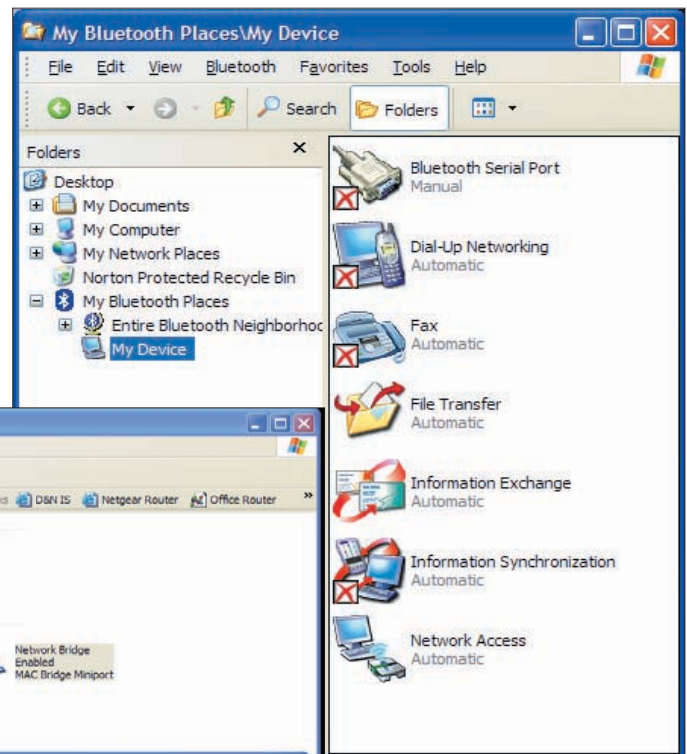 My Bluetooth Places\My Device
File Edit View Bluetooth Favorites Tools Help
Back Search Folders
Folders
Desktop
My Documents
My Computer
My Network Places
Norton Protected Recycle Bin
My Bluetooth Places
Entire Bluetooth Neighborhoo
My Device
Bluetooth Serial Port
Manual
Dial-Up Networking
Automatic
Fax
Automatic
File Transfer
Automatic
Information Exchange
Automatic
Information Synchronization
Automatic
Network Access
Automatic
D&N IS Netgear Router Office Router »
Network Bridge
Enabled
MAC Bridge Miniport